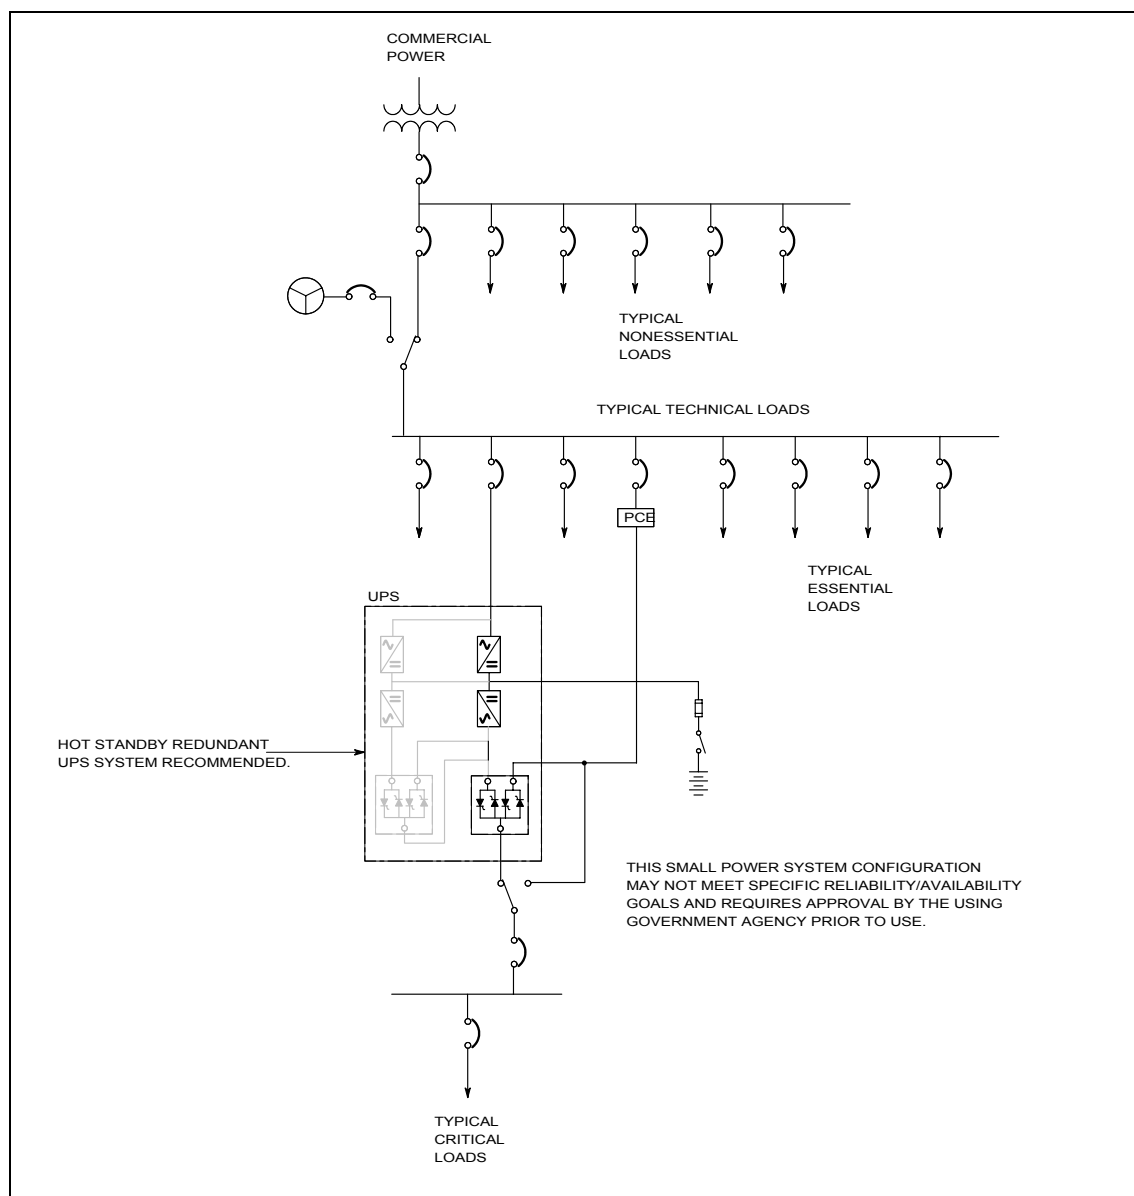 COMMERCIAL
POWER
TYPICAL
NONESSENTIAL
LOADS
TYPICAL TECHNICAL LOADS
PCE
TYPICAL
ESSENTIAL
LOADS
UPS
HOT STANDBY REDUNDANT
UPS SYSTEM RECOMMENDED.
THIS SMALL POWER SYSTEM CONFIGURATION
MAY NOT MEET SPECIFIC RELIABILITY/AVAILABILITY
GOALS AND REQUIRES APPROVAL BY THE USING
GOVERNMENT AGENCY PRIOR TO USE.
TYPICAL
CRITICAL
LOADS